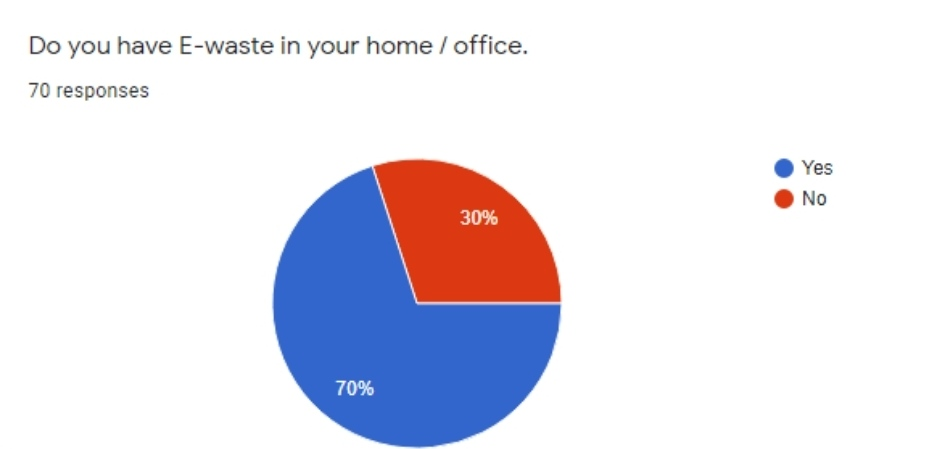 Do you have E-waste in your home / office.
70 responses
Yes
No
30%
70%